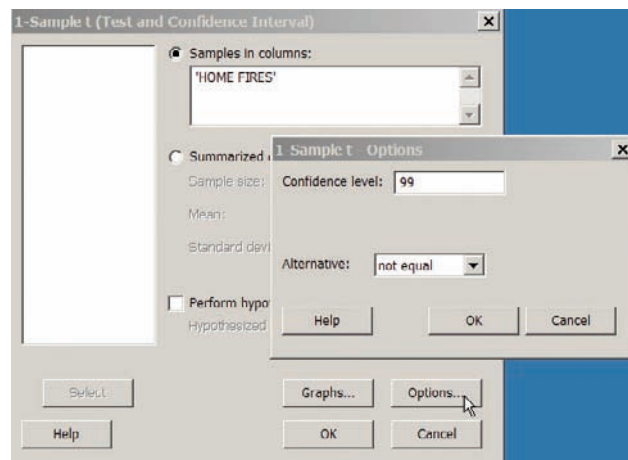 1-Sample t (Test and Confidence Interval)
Samples in columns:
'HOME FIRES'
Summarized
Sample size:
Mean:
Standard devi
Perform hypo
Hypothesized
Select
Graphs...
Options...
Help
OK
Cancel
1-Sample t - Options
Confidence level: 99
Alternative: not equal
Help
OK
Cancel